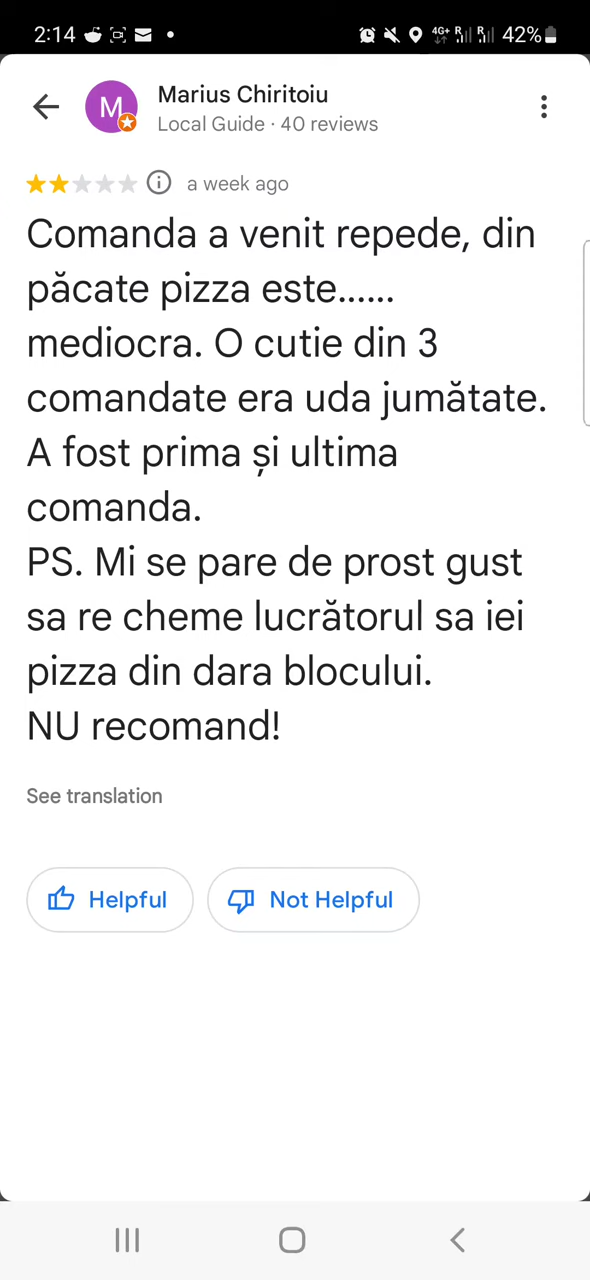 2:14
4G+ R R 42%
M
Marius Chiritoiu
Local Guide · 40 reviews
a week ago
Comanda a venit repede, din
păcate pizza este......
mediocra. O cutie din 3
comandate era uda jumătate.
A fost prima și ultima
comanda.
PS. Mi se pare de prost gust
sa re cheme lucrătorul sa iei
pizza din dara blocului.
NU recomand!
See translation
Helpful
Not Helpful